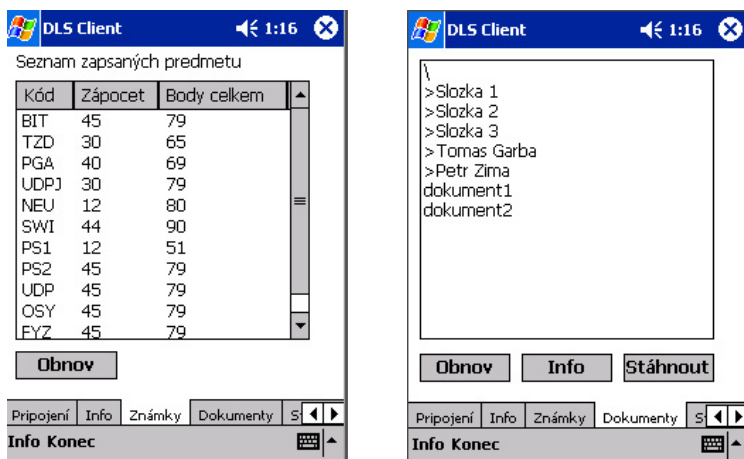 DLS Client 1:16
Seznam zapsaných predmetu
Kód Zápocet Body celkem
BIT 45 79
TZD 30 65
PGA 40 69
UDPJ 30 79
NEU 12 80
SWI 44 90
PS1 12 51
PS2 45 79
UDP 45 79
OSY 45 79
FYZ 45 79
Obnov
Pripojení Info Známky Dokumenty
Info Konec
DLS Client 1:16
\
>Slozka 1
>Slozka 2
>Slozka 3
>Tomas Garba
>Petr Zima
dokument1
dokument2
Obnov Info Stáhnout
Pripojení Info Známky Dokumenty
Info Konec